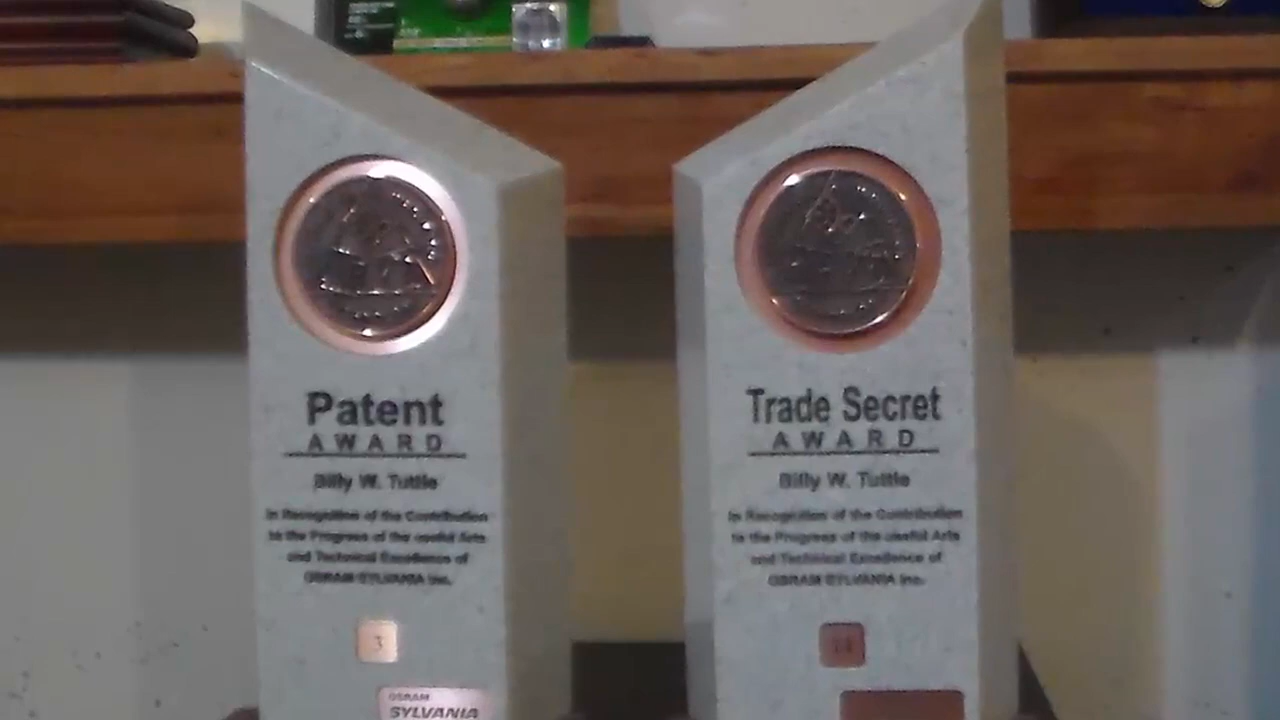 Patent
AWARD
Billy W. Tuttle
In Recognition of the Contribution
to the Progress of the useful Arts
and Technical Excellence of
OSRAM SYLVANIA Inc.
3
OSRAM
SYLVANIA
Trade Secret
AWARD
Billy W. Tuttle
In Recognition of the Contribution
to the Progress of the useful Arts
and Technical Excellence of
OSRAM SYLVANIA Inc.